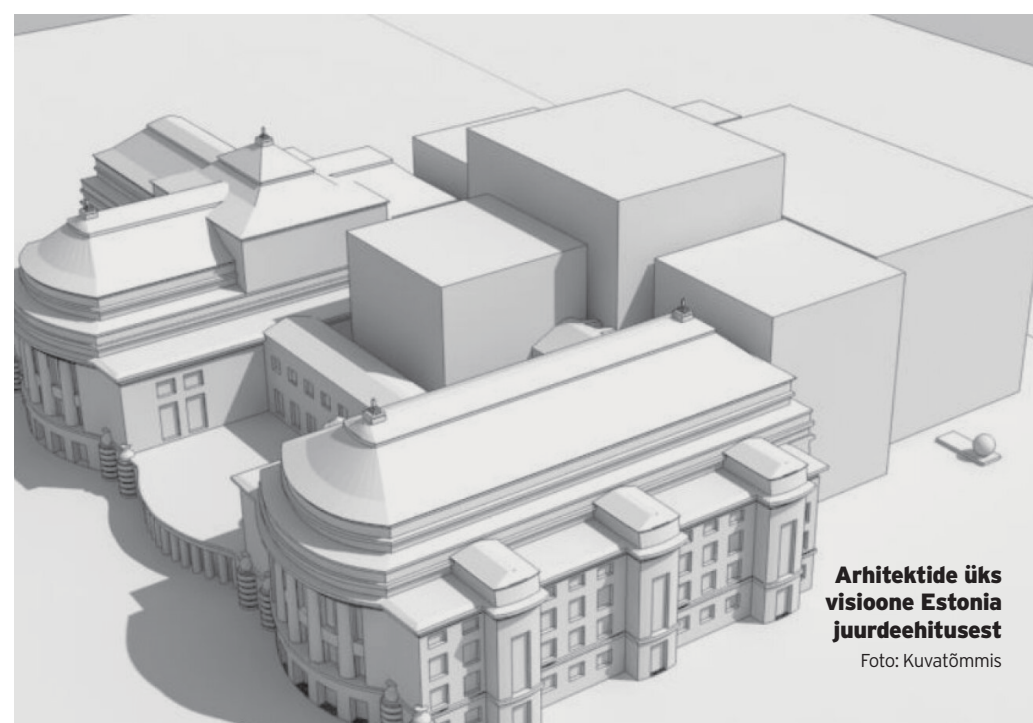 Arhitektide üks
visioone Estonia
juurdeehitusest
Foto: Kuvatõmmis